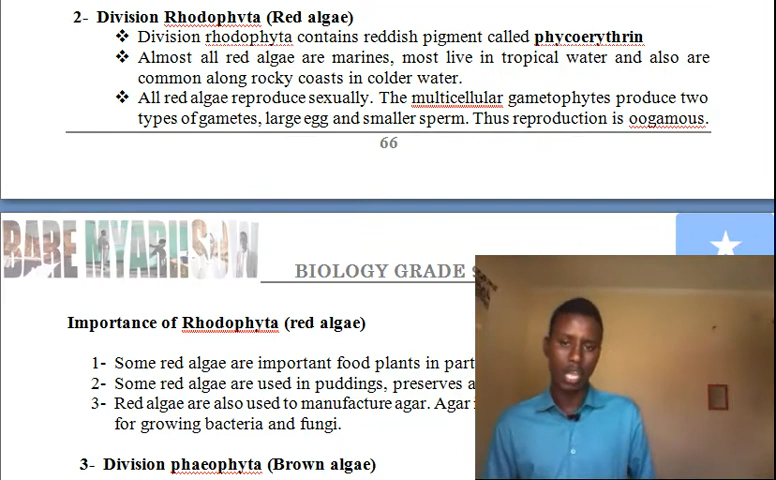 2- Division Rhodophyta (Red algae)
❖ Division rhodophyta contains reddish pigment called phycoerythrin
❖ Almost all red algae are marines, most live in tropical water and also are
common along rocky coasts in colder water.
❖ All red algae reproduce sexually. The multicellular gametophytes produce two
types of gametes, large egg and smaller sperm. Thus reproduction is oogamous.
66
BARE
BIOLOGY GRADE
Importance of Rhodophyta (red algae)
1- Some red algae are important food plants in part
2- Some red algae are used in puddings, preserves a
3- Red algae are also used to manufacture agar. Agar
for growing bacteria and fungi.
3- Division phaeophyta (Brown algae)